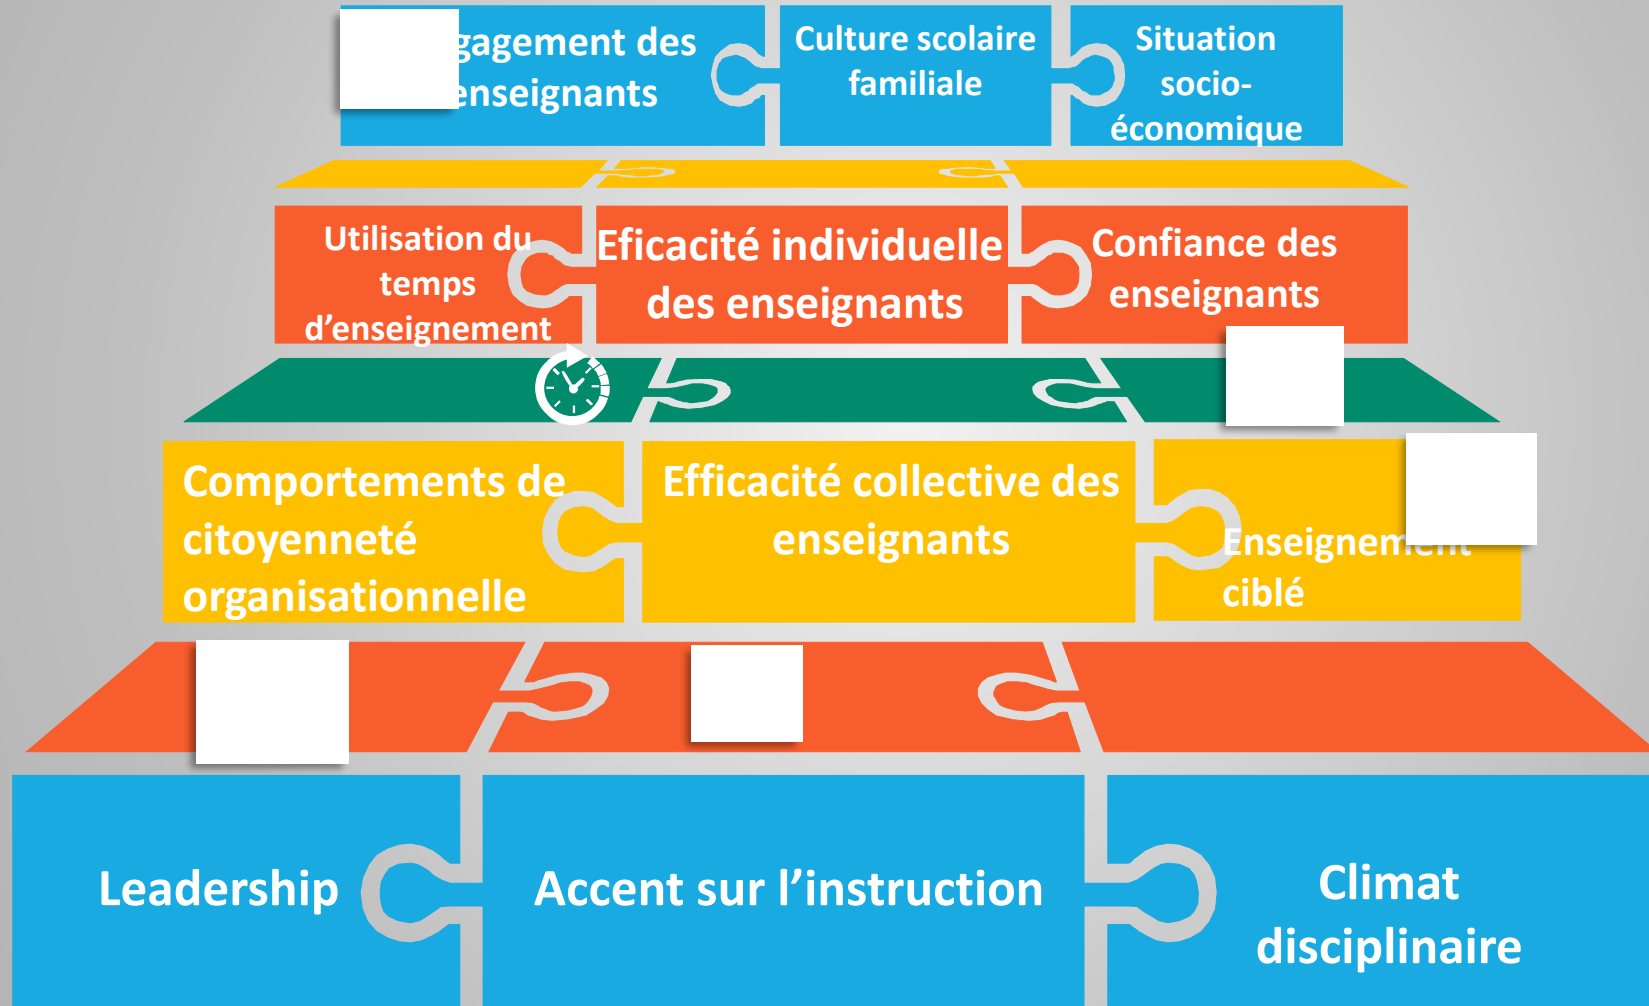 gagement des
enseignants
Culture scolaire
familiale
Situation
socio-
économique
Utilisation du
temps
d'enseignement
Eficacité individuelle
des enseignants
Confiance des
enseignants
Comportements de
citoyenneté
organisationnelle
Efficacité collective des
enseignants
Enseignement
ciblé
Leadership
Accent sur l'instruction
Climat
disciplinaire